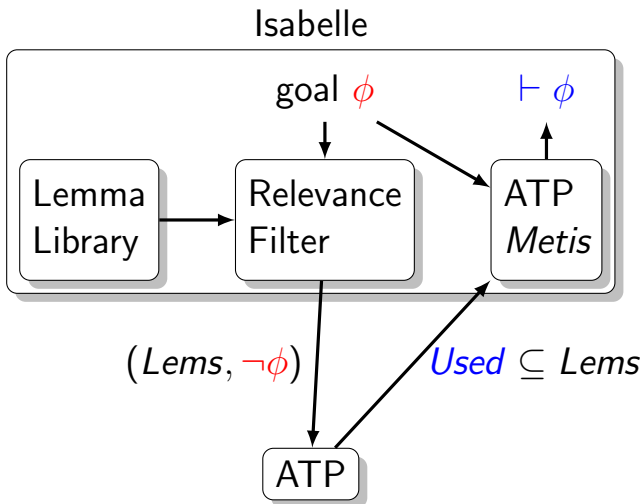 Isabelle
goal ϕ
⊢ ϕ
Lemma
Library
Relevance
Filter
ATP
Metis
(Lems, ¬ϕ)
Used ⊆ Lems
ATP